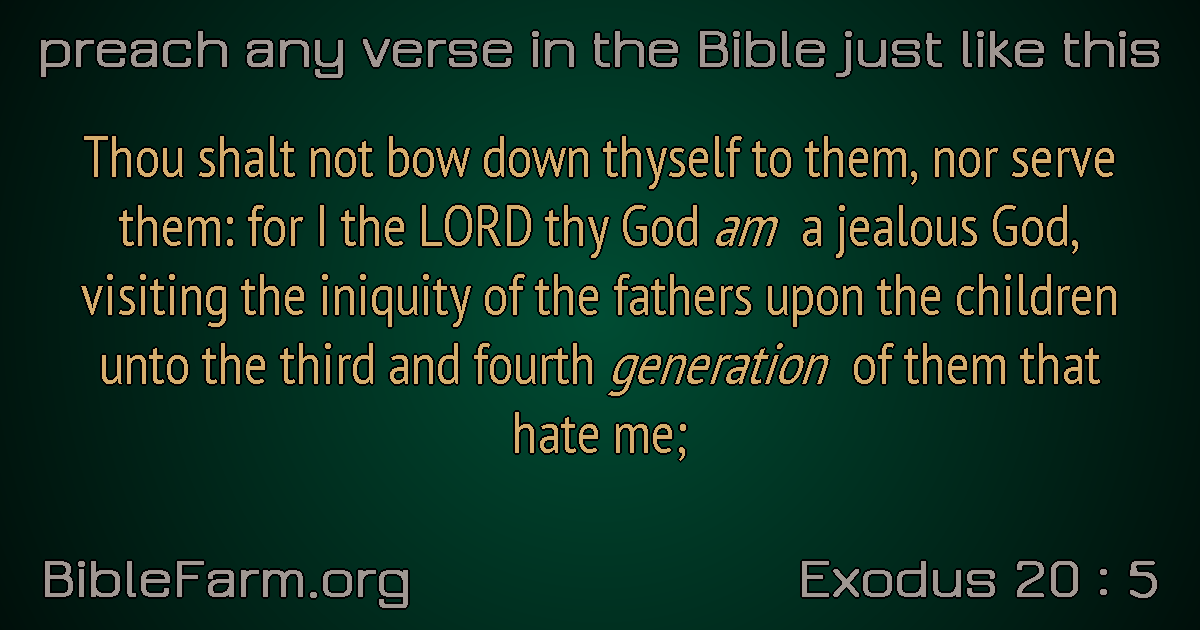 preach any verse in the Bible just like this
Thou shalt not bow down thyself to them, nor serve
them: for I the LORD thy God am a jealous God,
visiting the iniquity of the fathers upon the children
unto the third and fourth generation of them that
hate me;
BibleFarm.org
Exodus 20 : 5